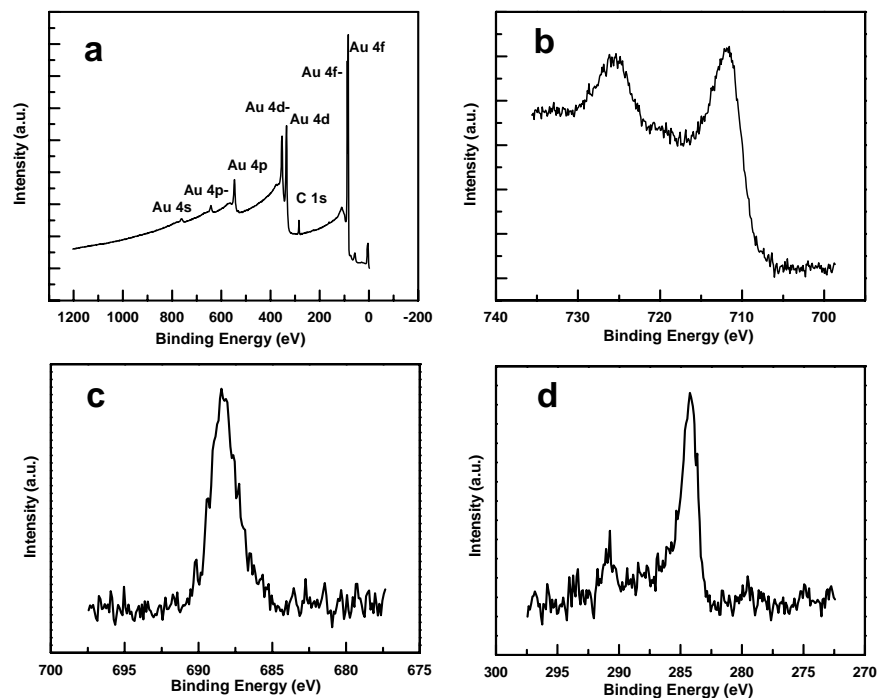 a
Au 4f
Au 4f-
Au 4d-
Au 4d
Au 4p
Au 4p-
C 1s
Au 4s
Intensity (a.u.)
1200 1000 800 600 400 200 0 -200
Binding Energy (eV)
b
Intensity (a.u.)
740 730 720 710 700
Binding Energy (eV)
c
Intensity (a.u.)
700 695 690 685 680 675
Binding Energy (eV)
d
Intensity (a.u.)
300 295 290 285 280 275 270
Binding Energy (eV)